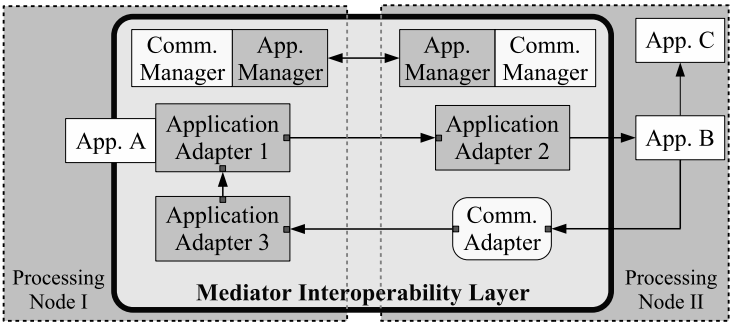 Comm.
Manager
App.
Manager
App.
Manager
Comm.
Manager
App. C
App. A
Application
Adapter 1
Application
Adapter 2
App. B
Application
Adapter 3
Comm.
Adapter
Processing
Node I
Mediator Interoperability Layer
Processing
Node II